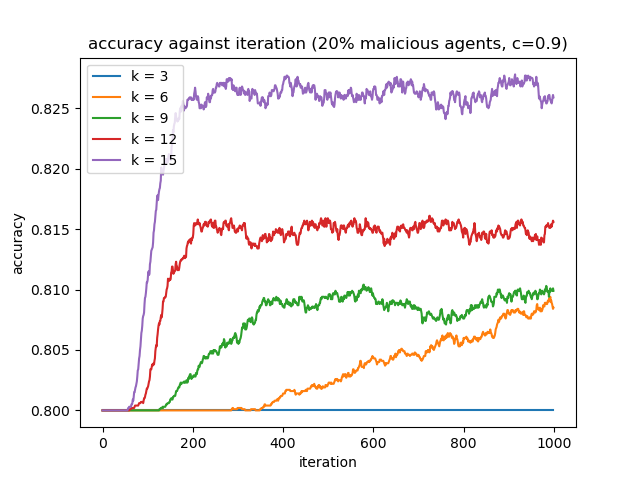 accuracy against iteration (20% malicious agents, c=0.9)
k = 3
k = 6
k = 9
k = 12
k = 15
0.825
0.820
0.815
0.810
0.805
0.800
accuracy
0 200 400 600 800 1000
iteration